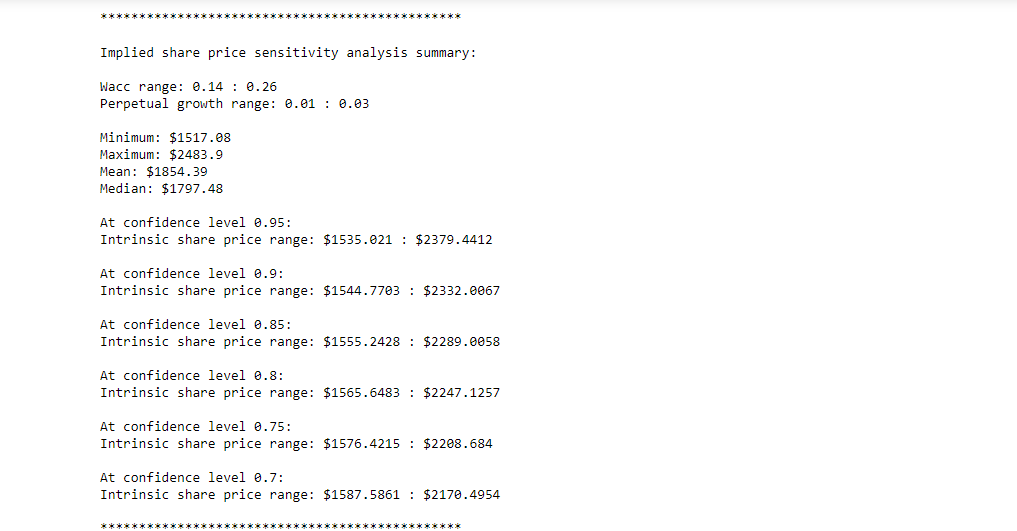 ***********************************************
Implied share price sensitivity analysis summary:
Wacc range: 0.14 : 0.26
Perpetual growth range: 0.01 : 0.03
Minimum: $1517.08
Maximum: $2483.9
Mean: $1854.39
Median: $1797.48
At confidence level 0.95:
Intrinsic share price range: $1535.021 : $2379.4412
At confidence level 0.9:
Intrinsic share price range: $1544.7703 : $2332.0067
At confidence level 0.85:
Intrinsic share price range: $1555.2428 : $2289.0058
At confidence level 0.8:
Intrinsic share price range: $1565.6483 : $2247.1257
At confidence level 0.75:
Intrinsic share price range: $1576.4215 : $2208.684
At confidence level 0.7:
Intrinsic share price range: $1587.5861 : $2170.4954
***********************************************